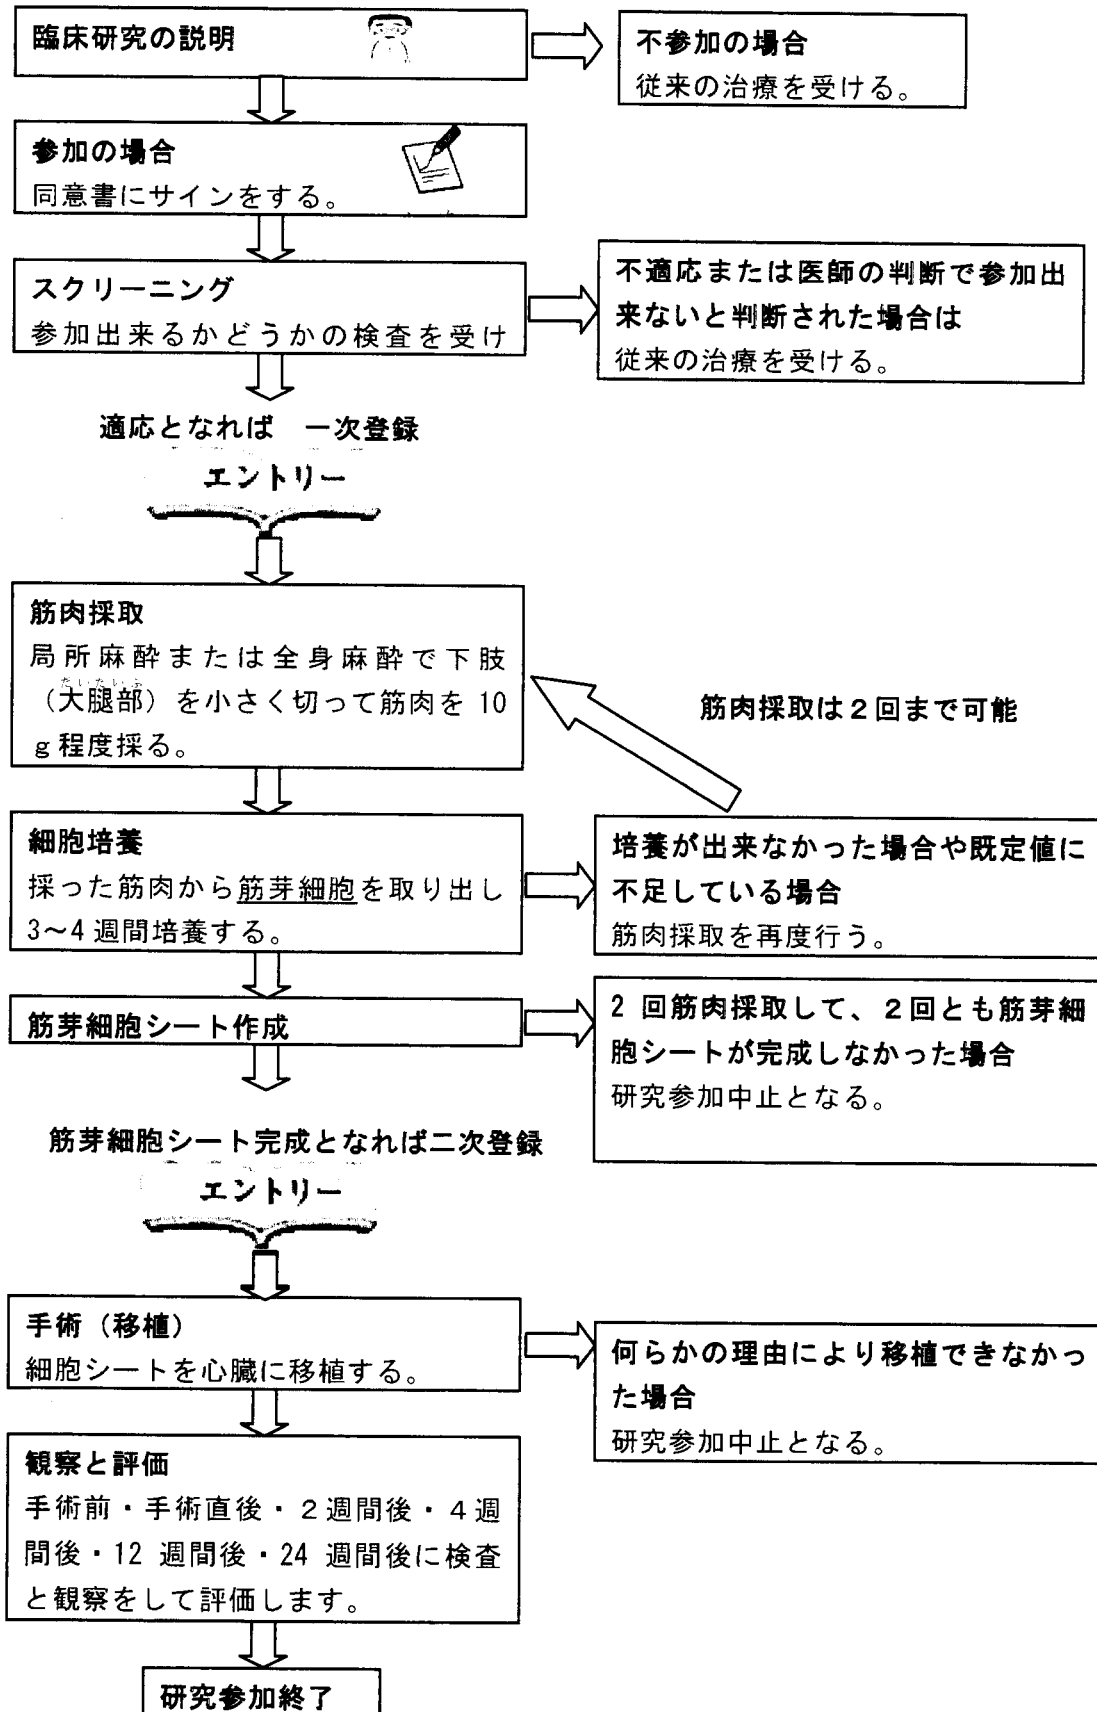 臨床研究の説明
不参加の場合
従来の治療を受ける。
参加の場合
同意書にサインをする。
スクリーニング
参加出来るかどうかの検査を受け
不適応または医師の判断で参加出
来ないと判断された場合は
従来の治療を受ける。
適応となれば　一次登録
エントリー
筋肉採取
局所麻酔または全身麻酔で下肢
（大腿部）を小さく切って筋肉を 10
ｇ程度採る。
だいたいぶ
筋肉採取は２回まで可能
細胞培養
採った筋肉から筋芽細胞を取り出し
3～4 週間培養する。
培養が出来なかった場合や既定値に
不足している場合
筋肉採取を再度行う。
筋芽細胞シート作成
2 回筋肉採取して、２回とも筋芽細
胞シートが完成しなかった場合
研究参加中止となる。
筋芽細胞シート完成となれば二次登録
エントリー
手術（移植）
細胞シートを心臓に移植する。
何らかの理由により移植できなかっ
た場合
研究参加中止となる。
観察と評価
手術前・手術直後・２週間後・４週
間後・12 週間後・24 週間後に検査
と観察をして評価します。
研究参加終了